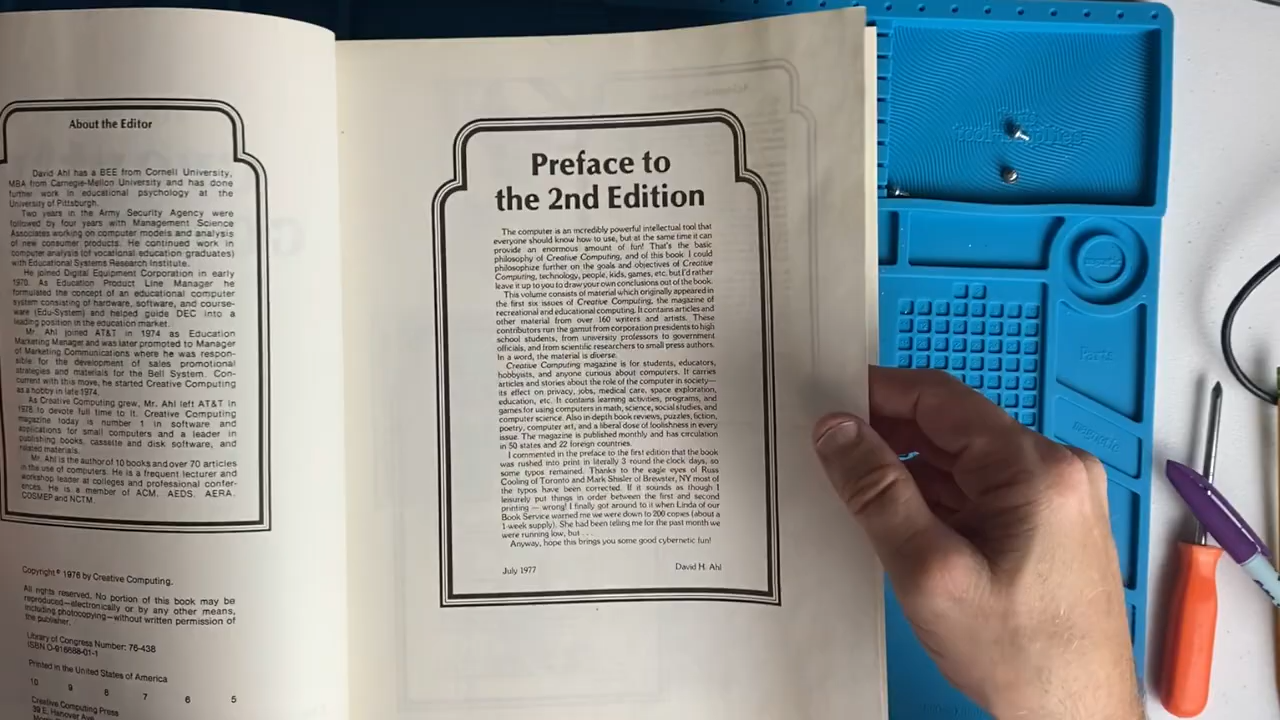 About the Editor
David Ahl has a BEE from Cornell University,
MBA from Carnegie-Mellon University and has done
further work in educational psychology at the
University of Pittsburgh.
Two years in the Army Security Agency were
followed by four years with Management Science
Associates working on computer models and analysis
of new consumer products. He continued work in
computer analysis (of vocational education graduates)
with Educational Systems Research Institute.
He joined Digital Equipment Corporation in early
1970. As Education Product Line Manager he
formulated the concept of an educational computer
system consisting of hardware, software, and course-
ware (Edu-System) and helped guide DEC into a
leading position in the education market.
Mr. Ahl joined AT&T in 1974 as Education
Marketing Manager and was later promoted to Manager
of Marketing Communications where he was respon-
sible for the development of sales promotional
strategies and materials for the Bell System. Con-
current with this move, he started Creative Computing
as a hobby in late 1974.
As Creative Computing grew, Mr. Ahl left AT&T in
1978 to devote full time to it. Creative Computing
magazine today is number 1 in software and
applications for small computers and a leader in
publishing books, cassette and disk software, and
related materials.
Mr. Ahl is the author of 10 books and over 70 articles
in the use of computers. He is a frequent lecturer and
workshop leader at colleges and professional confer-
ences. He is a member of ACM, AEDS, AERA,
COSMEP and NCTM.
Copyright © 1976 by Creative Computing.
All rights reserved. No portion of this book may be
reproduced—electronically or by any other means,
including photocopying—without written permission of
the publisher.
Library of Congress Number: 76-438
ISBN 0-916688-01-1
Printed in the United States of America
10 9 8 7 6 5
Creative Computing Press
39 E. Hanover Ave.
Preface to
the 2nd Edition
The computer is an incredibly powerful intellectual tool that
everyone should know how to use, but at the same time it can
provide an enormous amount of fun! That's the basic
philosophy of Creative Computing, and of this book. I could
philosophize further on the goals and objectives of Creative
Computing, technology, people, kids, games, etc. but I'd rather
leave it up to you to draw your own conclusions out of the book.
This volume consists of material which originally appeared in
the first six issues of Creative Computing, the magazine of
recreational and educational computing. It contains articles and
other material from over 160 writers and artists. These
contributors run the gamut from corporation presidents to high
school students, from university professors to government
officials, and from scientific researchers to small press authors.
In a word, the material is diverse.
Creative Computing magazine is for students, educators,
hobbyists, and anyone curious about computers. It carries
articles and stories about the role of the computer in society—
its effect on privacy, jobs, medical care, space exploration,
education, etc. It contains learning activities, programs, and
games for using computers in math, science, social studies, and
computer science. Also in depth book reviews, puzzles, fiction,
poetry, computer art, and a liberal dose of foolishness in every
issue. The magazine is published monthly and has circulation
in 50 states and 22 foreign countries.
I commented in the preface to the first edition that the book
was rushed into print in literally 3 round the clock days, so
some typos remained. Thanks to the eagle eyes of Russ
Cooling of Toronto and Mark Shisler of Brewster, NY most of
the typos have been corrected. If it sounds as though I
leisurely put things in order between the first and second
printing — wrong! I finally got around to it when Linda of our
Book Service warned me we were down to 200 copies (about a
1-week supply). She had been telling me for the past month we
were running low, but . . .
Anyway, hope this brings you some good cybernetic fun!
July 1977 David H. Ahl